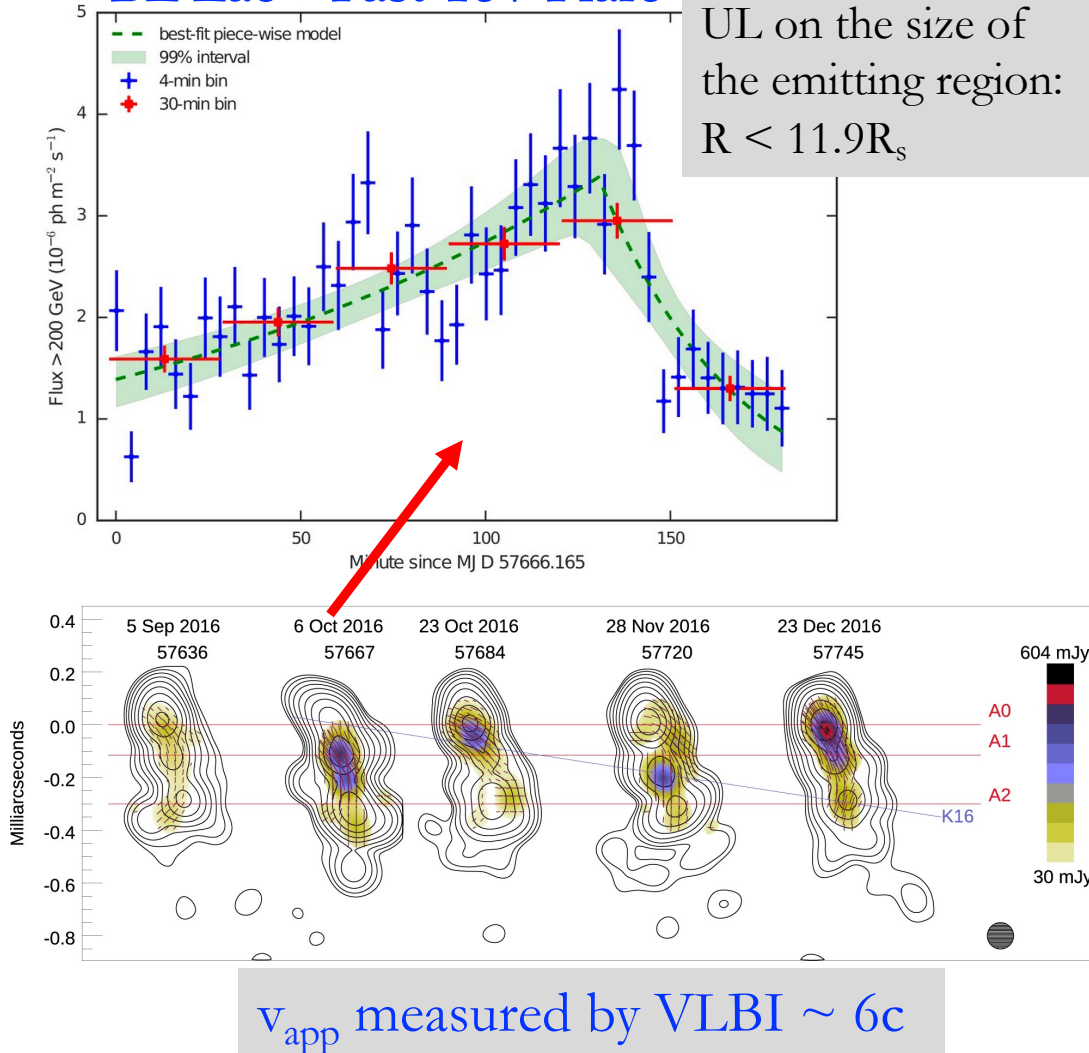 5
best-fit piece-wise model
99% interval
4-min bin
30-min bin
4
3
2
1
0
Flux > 200 GeV (10⁻⁶ ph m⁻² s⁻¹)
0 50 100 150
Minute since MJD 57666.165
UL on the size of
the emitting region:
R < 11.9Rₛ
0.4
0.2
0.0
-0.2
-0.4
-0.6
-0.8
Milliarcseconds
5 Sep 2016
57636
6 Oct 2016
57667
23 Oct 2016
57684
28 Nov 2016
57720
23 Dec 2016
57745
A0
A1
A2
K16
604 mJy
30 mJy
v_app measured by VLBI ~ 6c